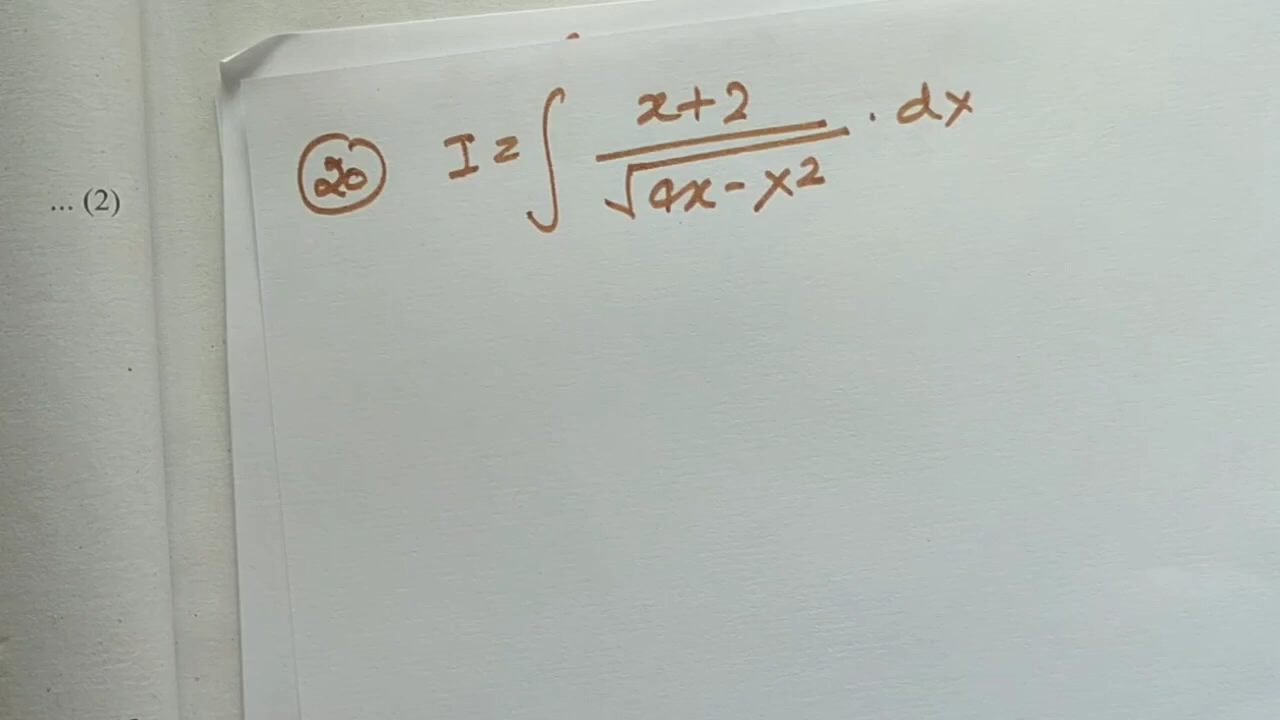 ... (2)
20 I = ∫ x+2 / √4x - x² . dx